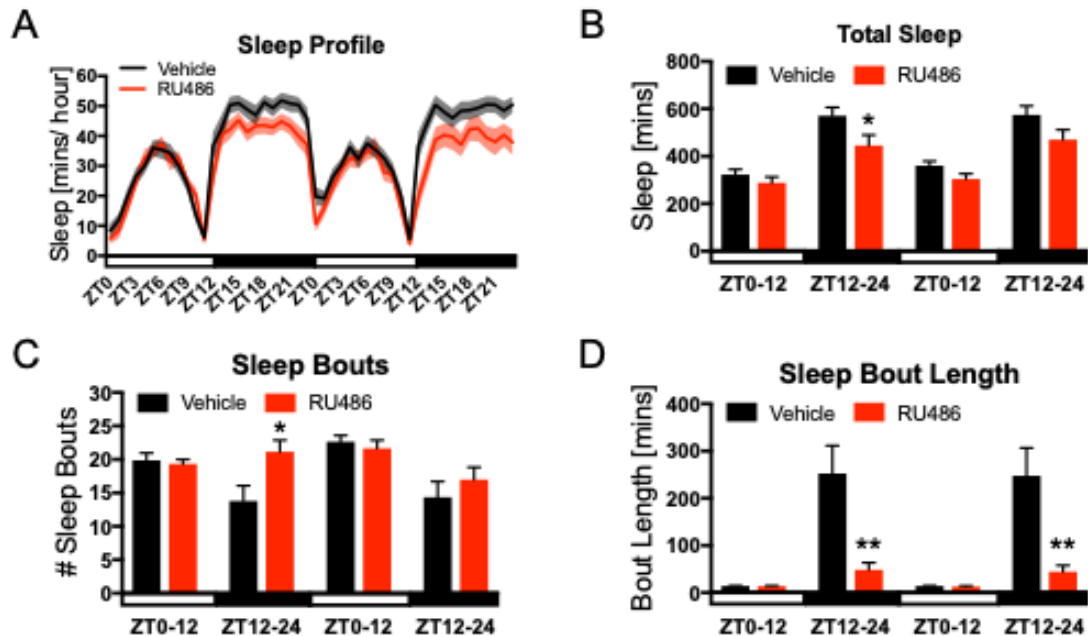 A
Sleep Profile
Vehicle
RU486
Sleep [mins/ hour]
60
50
40
30
20
10
0
ZT0
ZT3
ZT6
ZT9
ZT12
ZT15
ZT18
ZT21
ZT0
ZT3
ZT6
ZT9
ZT12
ZT15
ZT18
ZT21
B
Total Sleep
Vehicle RU486
Sleep [mins]
800
600
400
200
0
*
ZT0-12 ZT12-24 ZT0-12 ZT12-24
C
Sleep Bouts
Vehicle RU486
# Sleep Bouts
30
25
20
15
10
5
0
*
ZT0-12 ZT12-24 ZT0-12 ZT12-24
D
Sleep Bout Length
Vehicle RU486
Bout Length [mins]
400
300
200
100
0
** **
ZT0-12 ZT12-24 ZT0-12 ZT12-24